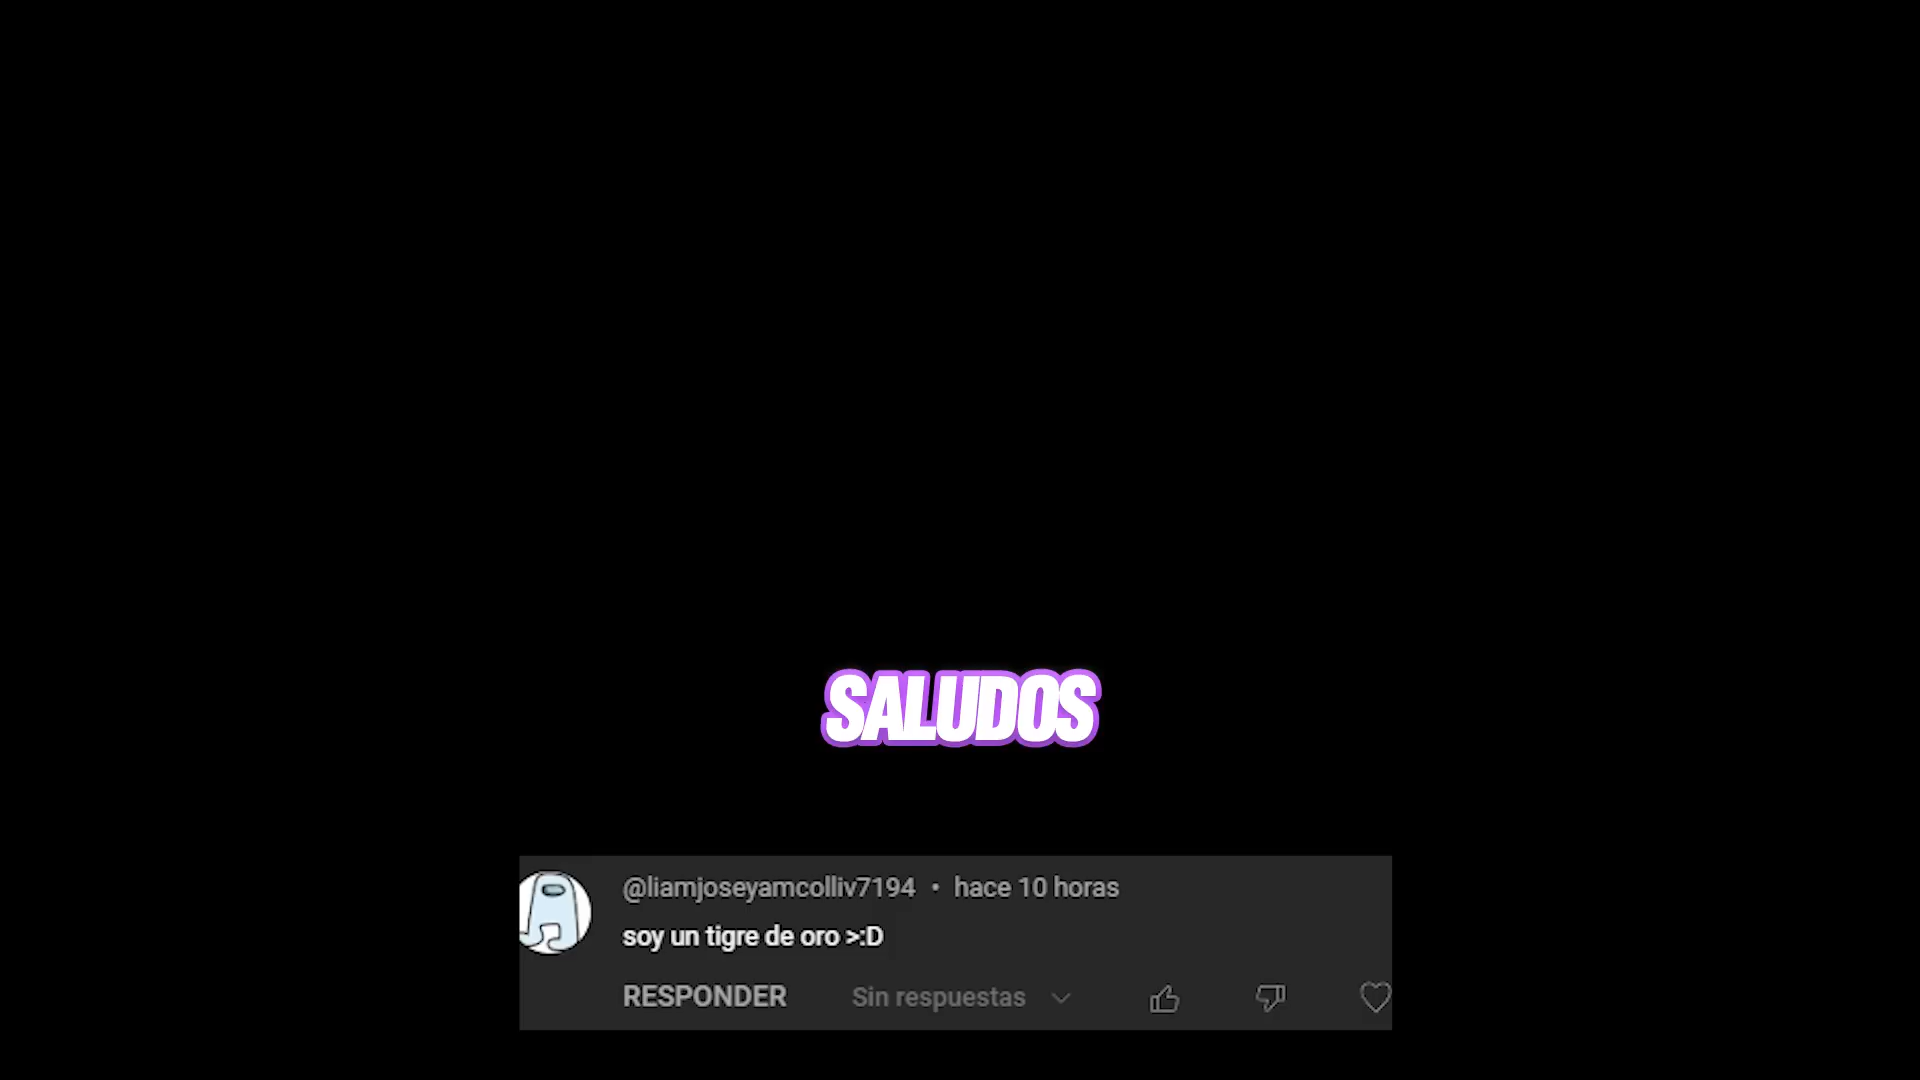 SALUDOS
@liamjoseyamcolliv7194 • hace 10 horas
soy un tigre de oro >:D
RESPONDER Sin respuestas